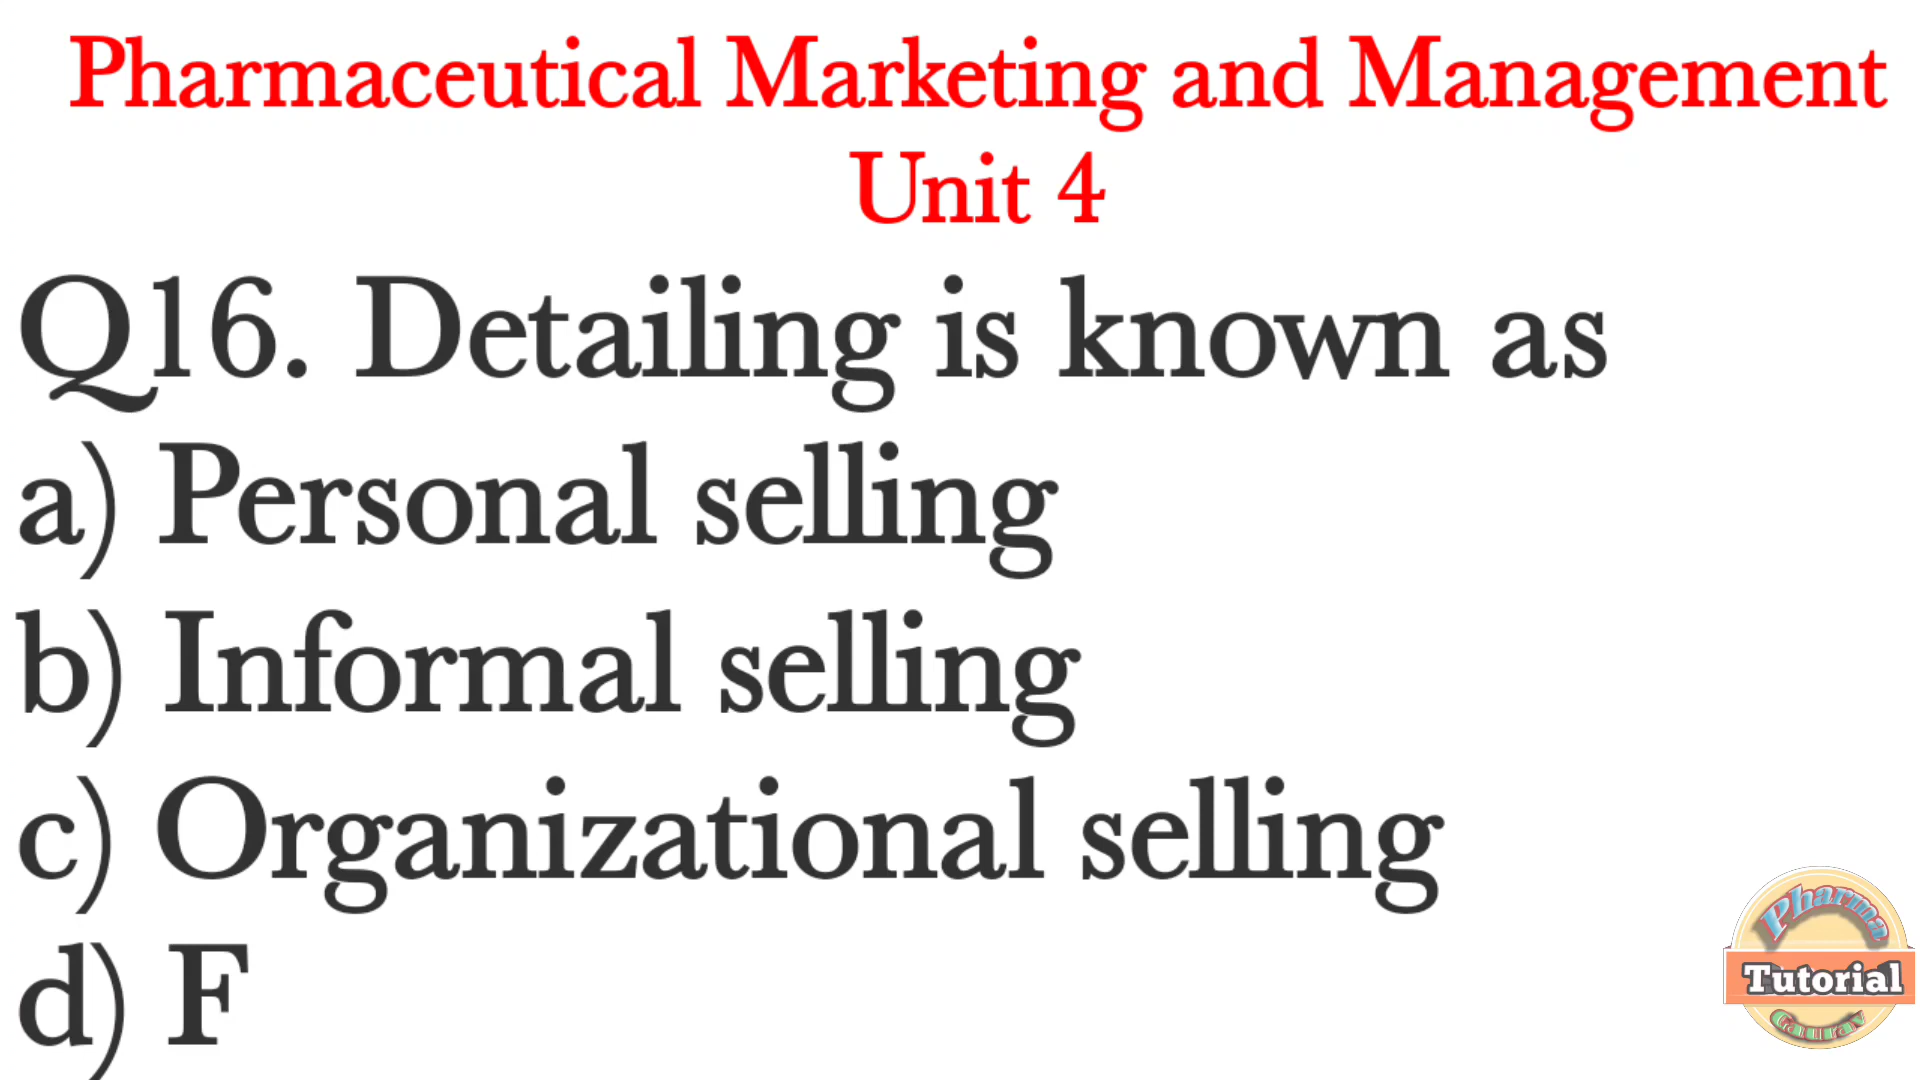 Pharmaceutical Marketing and Management
Unit 4
Q16. Detailing is known as
a) Personal selling
b) Informal selling
c) Organizational selling
d) F
Pharma
Tutorial
Gaurav